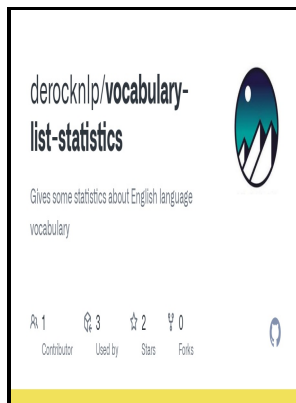 derocknlp/vocabulary-
list-statistics
Gives some statistics about English language
vocabulary
1 3 2 0
Contributor Used by Stars Forks